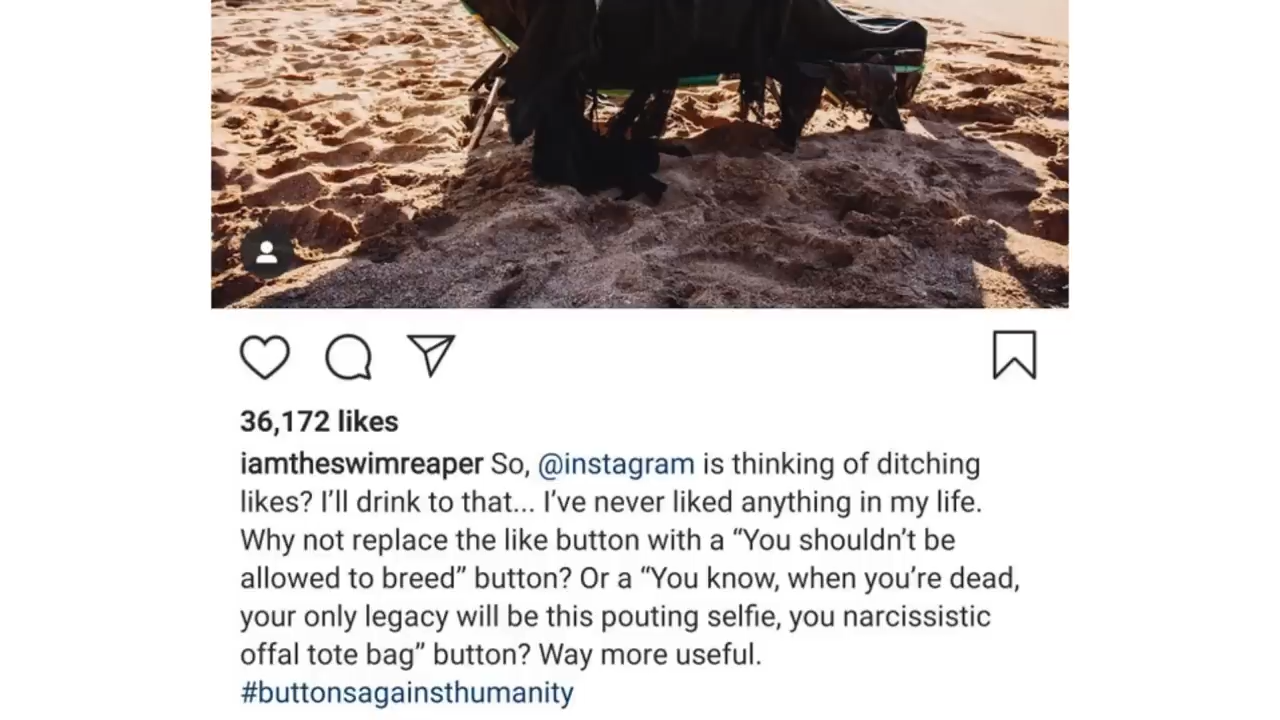 36,172 likes
iamtheswimreaper So, @instagram is thinking of ditching
likes? I’ll drink to that... I’ve never liked anything in my life.
Why not replace the like button with a “You shouldn’t be
allowed to breed” button? Or a “You know, when you’re dead,
your only legacy will be this pouting selfie, you narcissistic
offal tote bag” button? Way more useful.
#buttonsagainsthumanity